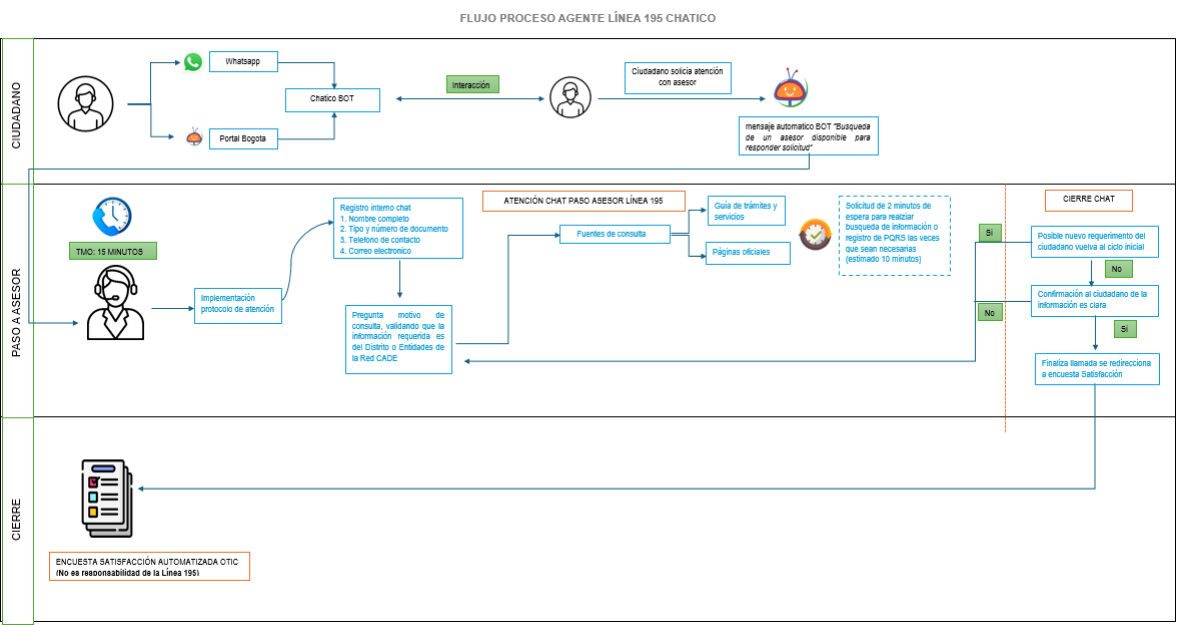 FLUJO PROCESO AGENTE LÍNEA 195 CHATICO
CIUDADANO
Whatsapp
Chatico BOT
Portal Bogota
Interacción
Ciudadano solicia atención
con asesor
mensaje automatico BOT "Busqueda
de un asesor disponible para
responder solicitud"
PASO A ASESOR
TMO: 15 MINUTOS
Implementación
protocolo de atención
Registro interno chat
1. Nombre completo
2. Tipo y número de documento
3. Telefono de contacto
4. Correo electronico
Pregunta motivo de
consulta, validando que la
información requerida es
del Distrito o Entidades de
la Red CADE
ATENCIÓN CHAT PASO ASESOR LÍNEA 195
Fuentes de consulta
Guía de trámites y
servicios
Páginas oficiales
Solicitud de 2 minutos de
espera para realziar
busqueda de información o
registro de PQRS las veces
que sean necesarias
(estimado 10 minutos)
CIERRE CHAT
Si
Posible nuevo requerimento del
ciudadano vuelva al ciclo inicial
No
Confirmación al ciudadano de la
información es clara
No
Si
Finaliza llamada se redirecciona
a encuesta Satisfacción
CIERRE
ENCUESTA SATISFACCIÓN AUTOMATIZADA OTIC
(No es responsabilidad de la Línea 195)